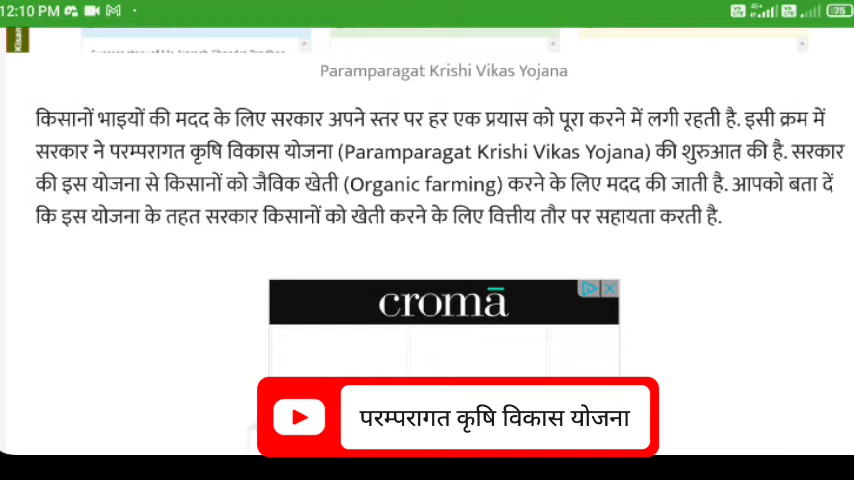 12:10 PM
75
Kisan
Paramparagat Krishi Vikas Yojana
किसानों भाइयों की मदद के लिए सरकार अपने स्तर पर हर एक प्रयास को पूरा करने में लगी रहती है. इसी क्रम में
सरकार ने परम्परागत कृषि विकास योजना (Paramparagat Krishi Vikas Yojana) की शुरुआत की है. सरकार
की इस योजना से किसानों को जैविक खेती (Organic farming) करने के लिए मदद की जाती है. आपको बता दें
कि इस योजना के तहत सरकार किसानों को खेती करने के लिए वित्तीय तौर पर सहायता करती है.
cromā
परम्परागत कृषि विकास योजना